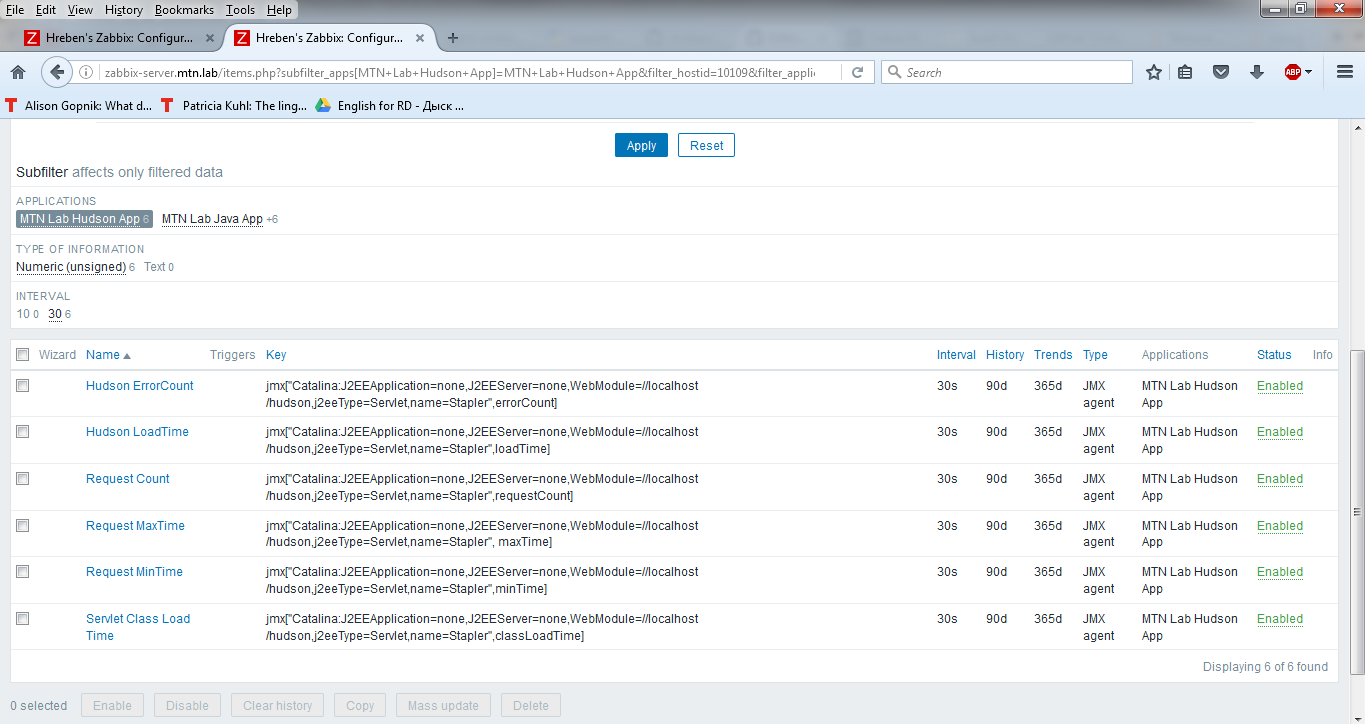 File Edit View History Bookmarks Tools Help
Hreben's Zabbix: Configur... Hreben's Zabbix: Configur...
zabbix-server.mtn.lab/items.php?subfilter_apps[MTN+Lab+Hudson+App]=MTN+Lab+Hudson+App&filter_hostid=10109&filter_applic Search ABP
Alison Gopnik: What d... Patricia Kuhl: The ling... English for RD - Дыск ...
Apply Reset
Subfilter affects only filtered data
APPLICATIONS
MTN Lab Hudson App 6 MTN Lab Java App +6
TYPE OF INFORMATION
Numeric (unsigned) 6 Text 0
INTERVAL
10 0 30 6
Wizard Name Triggers Key Interval History Trends Type Applications Status Info
Hudson ErrorCount jmx["Catalina:J2EEApplication=none,J2EEServer=none,WebModule=//localhost 30s 90d 365d JMX MTN Lab Hudson Enabled
/hudson,j2eeType=Servlet,name=Stapler",errorCount] agent App
Hudson LoadTime jmx["Catalina:J2EEApplication=none,J2EEServer=none,WebModule=//localhost 30s 90d 365d JMX MTN Lab Hudson Enabled
/hudson,j2eeType=Servlet,name=Stapler",loadTime] agent App
Request Count jmx["Catalina:J2EEApplication=none,J2EEServer=none,WebModule=//localhost 30s 90d 365d JMX MTN Lab Hudson Enabled
/hudson,j2eeType=Servlet,name=Stapler",requestCount] agent App
Request MaxTime jmx["Catalina:J2EEApplication=none,J2EEServer=none,WebModule=//localhost 30s 90d 365d JMX MTN Lab Hudson Enabled
/hudson,j2eeType=Servlet,name=Stapler", maxTime] agent App
Request MinTime jmx["Catalina:J2EEApplication=none,J2EEServer=none,WebModule=//localhost 30s 90d 365d JMX MTN Lab Hudson Enabled
/hudson,j2eeType=Servlet,name=Stapler",minTime] agent App
Servlet Class Load jmx["Catalina:J2EEApplication=none,J2EEServer=none,WebModule=//localhost 30s 90d 365d JMX MTN Lab Hudson Enabled
Time /hudson,j2eeType=Servlet,name=Stapler",classLoadTime] agent App
Displaying 6 of 6 found
0 selected Enable Disable Clear history Copy Mass update Delete